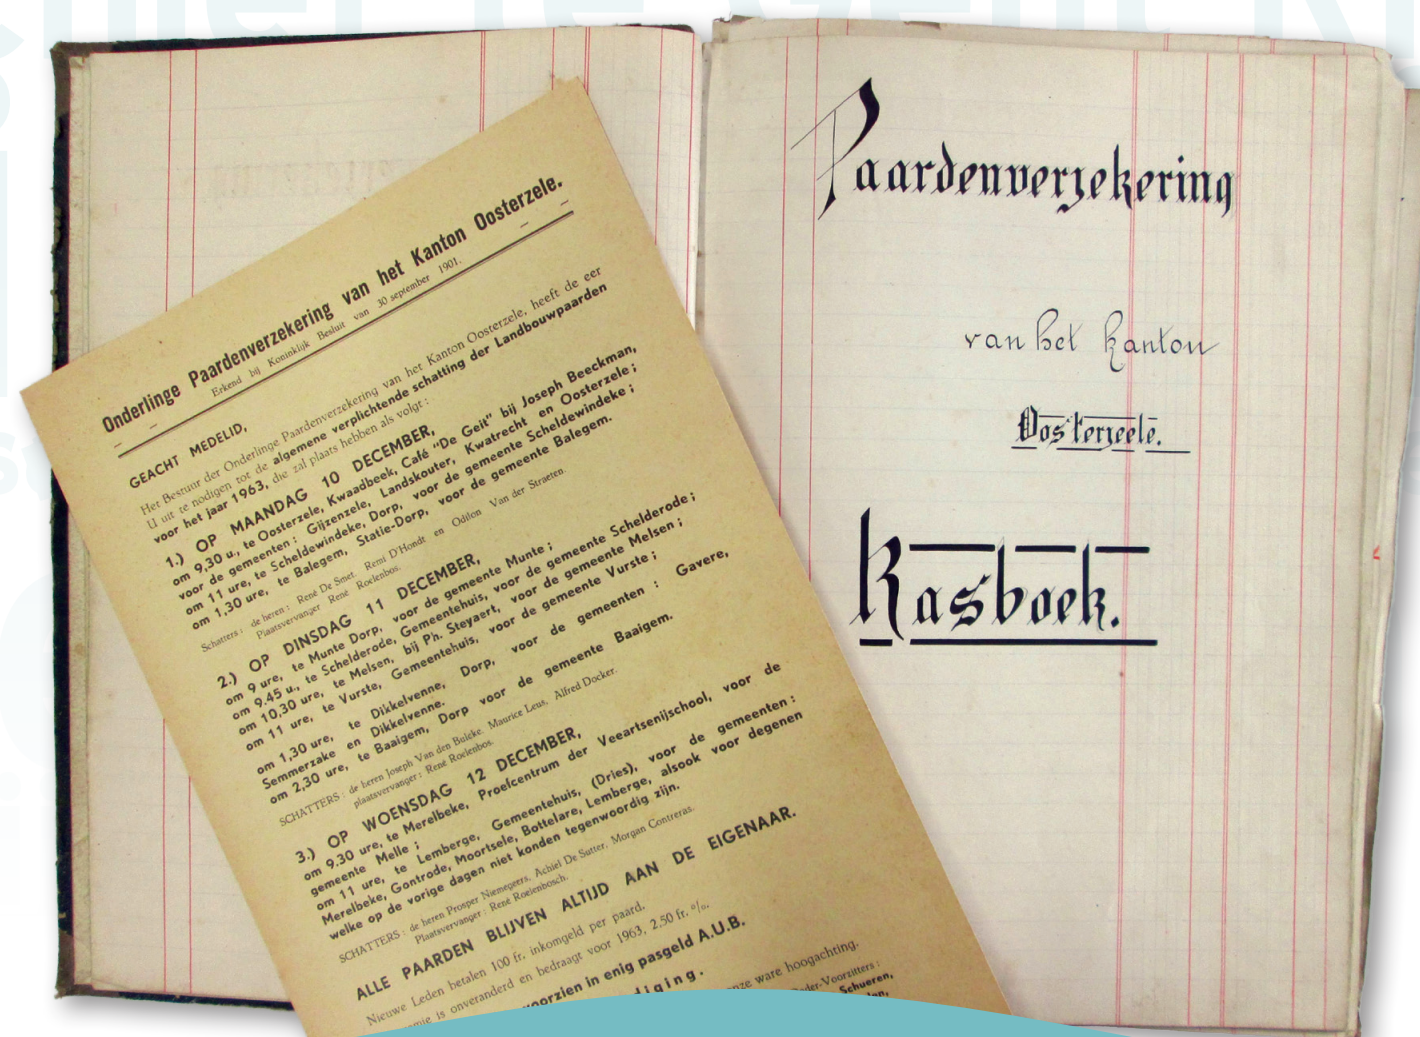 Onderlinge Paardenverzekering van het Kanton Oosterzele.
Erkend bij Koninklijk Besluit van 30 september 1901.
GEACHT MEDELID,
Het Bestuur der Onderlinge Paardenverzekering van het Kanton Oosterzele, heeft de eer
U uit te nodigen tot de algemene verplichtende schatting der Landbouwpaarden
voor het jaar 1963, die zal plaats hebben als volgt :
1.) OP MAANDAG 10 DECEMBER,
om 9,30 u., te Oosterzele, Kwaadbeek, Café "De Geit" bij Joseph Beeckman,
voor de gemeenten : Gijzenzele, Landskouter, Kwatrecht en Oosterzele ;
om 11 ure, te Scheldewindeke, Dorp, voor de gemeente Scheldewindeke ;
om 1,30 ure, te Balegem, Statie-Dorp, voor de gemeente Balegem.
Schatters : de heren : René De Smet, Remi D'Hondt en Odilon Van der Straeten.
Plaatsvervanger René Roelenbos.
2.) OP DINSDAG 11 DECEMBER,
om 9 ure, te Munte Dorp, voor de gemeente Munte ;
om 9.45 u., te Schelderode, Gemeentehuis, voor de gemeente Schelderode ;
om 10,30 ure, te Melsen, bij Ph. Steyaert, voor de gemeente Melsen ;
om 11 ure, te Vurste, Gemeentehuis, voor de gemeente Vurste ;
om 1,30 ure, te Dikkelvenne, Dorp, voor de gemeenten : Gavere,
Semmerzake en Dikkelvenne.
om 2,30 ure, te Baaigem, Dorp voor de gemeente Baaigem.
SCHATTERS : de heren Joseph Van den Bulcke, Maurice Leus, Alfred Docker.
plaatsvervanger : René Roelenbos.
3.) OP WOENSDAG 12 DECEMBER,
om 9.30 ure, te Merelbeke, Proefcentrum der Veeartsenijschool, voor de
gemeente Melle ;
om 11 ure, te Lemberge, Gemeentehuis, (Dries), voor de gemeenten :
Merelbeke, Gontrode, Moortsele, Bottelare, Lemberge, alsook voor degenen
welke op de vorige dagen niet konden tegenwoordig zijn.
SCHATTERS : de heren Prosper Niemegeers, Achiel De Sutter, Morgan Contreras.
Plaatsvervanger : René Roelenbosch.
ALLE PAARDEN BLIJVEN ALTIJD AAN DE EIGENAAR.
Nieuwe Leden betalen 100 fr. inkomgeld per paard.
is onveranderd en bedraagt voor 1963, 2.50 fr. %.
voorzien in enig pasgeld A.U.B.
ware hoogachting.
Schueren,
Paardenverzekering
van het kanton
Oosterzeele.
Kasboek.